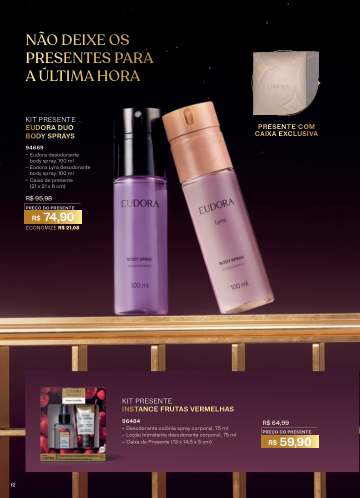 NÃO DEIXE OS
PRESENTES PARA
A ÚLTIMA HORA
KIT PRESENTE
EUDORA DUO
BODY SPRAYS
94669
- Eudora desodorante
body spray, 100 ml
- Eudora Lyra desodorante
body spray, 100 ml
- Caixa de presente
(21 x 21 x 6 cm)
R$ 95,98
PREÇO DO PRESENTE
R$ 74,90
ECONOMIZE R$ 21,08
PRESENTE COM
CAIXA EXCLUSIVA
EUDORA
BODY SPRAY
100 ml
EUDORA
Lyra
BODY SPRAY
100 ml
KIT PRESENTE
INSTANCE FRUTAS VERMELHAS
96484
- Desodorante colônia spray corporal, 75 ml
- Loção hidratante desodorante corporal, 75 ml
- Caixa de Presente (13 x 14,5 x 5 cm)
R$ 64,99
PREÇO DO PRESENTE
R$ 59,90
12